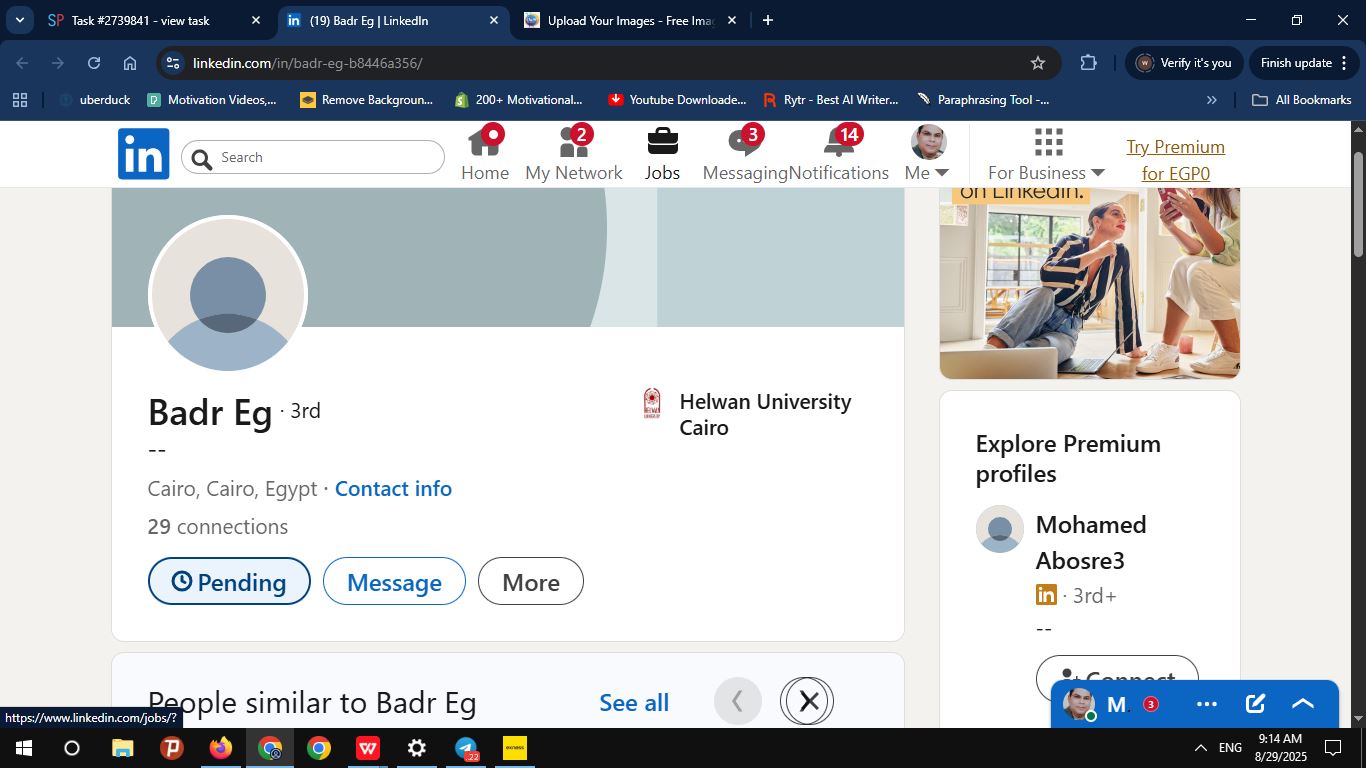 Task #2739841 - view task
(19) Badr Eg | LinkedIn
Upload Your Images - Free Imag
linkedin.com/in/badr-eg-b8446a356/
Verify it's you
Finish update
uberduck
Motivation Videos,...
Remove Backgroun...
200+ Motivational...
Youtube Downloade...
Rytr - Best AI Writer...
Paraphrasing Tool -...
All Bookmarks
in
Search
Home
2
My Network
Jobs
3
Messaging
14
Notifications
Me
For Business
Try Premium
for EGP0
on LinkedIn.
Badr Eg · 3rd
--
Helwan University
Cairo
Cairo, Cairo, Egypt · Contact info
29 connections
Pending
Message
More
Explore Premium
profiles
Mohamed
Abosre3
in · 3rd+
--
Connect
People similar to Badr Eg
See all
https://www.linkedin.com/jobs/?
M.
3
22
exness
ENG
9:14 AM
8/29/2025